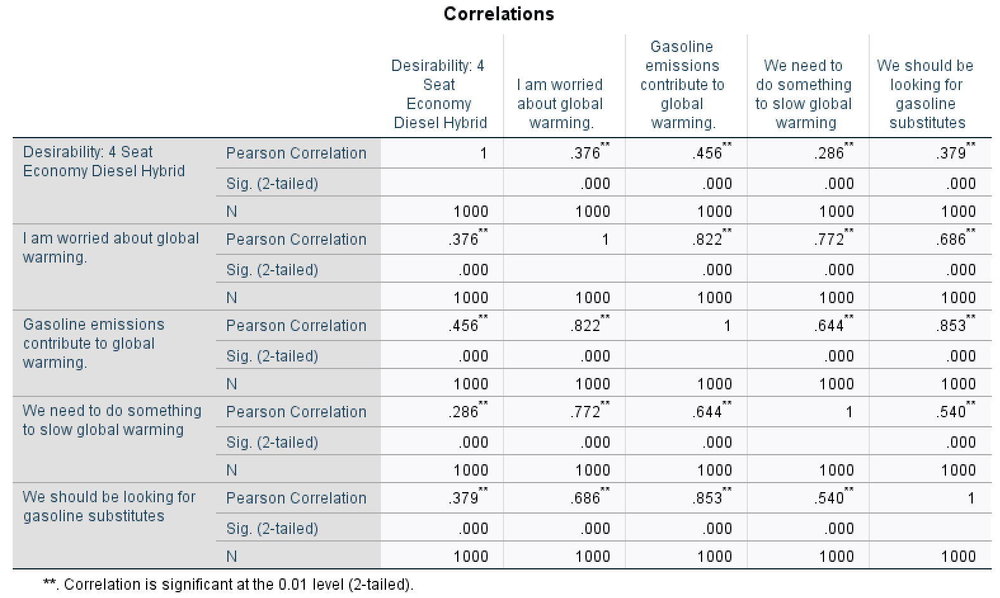 Correlations
Desirability: 4 Seat Economy Diesel Hybrid I am worried about global warming. Gasoline emissions contribute to global warming. We need to do something to slow global warming We should be looking for gasoline substitutes
Desirability: 4 Seat Economy Diesel Hybrid Pearson Correlation 1 .376** .456** .286** .379**
Sig. (2-tailed) .000 .000 .000 .000
N 1000 1000 1000 1000 1000
I am worried about global warming. Pearson Correlation .376** 1 .822** .772** .686**
Sig. (2-tailed) .000 .000 .000 .000
N 1000 1000 1000 1000 1000
Gasoline emissions contribute to global warming. Pearson Correlation .456** .822** 1 .644** .853**
Sig. (2-tailed) .000 .000 .000 .000
N 1000 1000 1000 1000 1000
We need to do something to slow global warming Pearson Correlation .286** .772** .644** 1 .540**
Sig. (2-tailed) .000 .000 .000 .000
N 1000 1000 1000 1000 1000
We should be looking for gasoline substitutes Pearson Correlation .379** .686** .853** .540** 1
Sig. (2-tailed) .000 .000 .000 .000
N 1000 1000 1000 1000 1000
**. Correlation is significant at the 0.01 level (2-tailed).